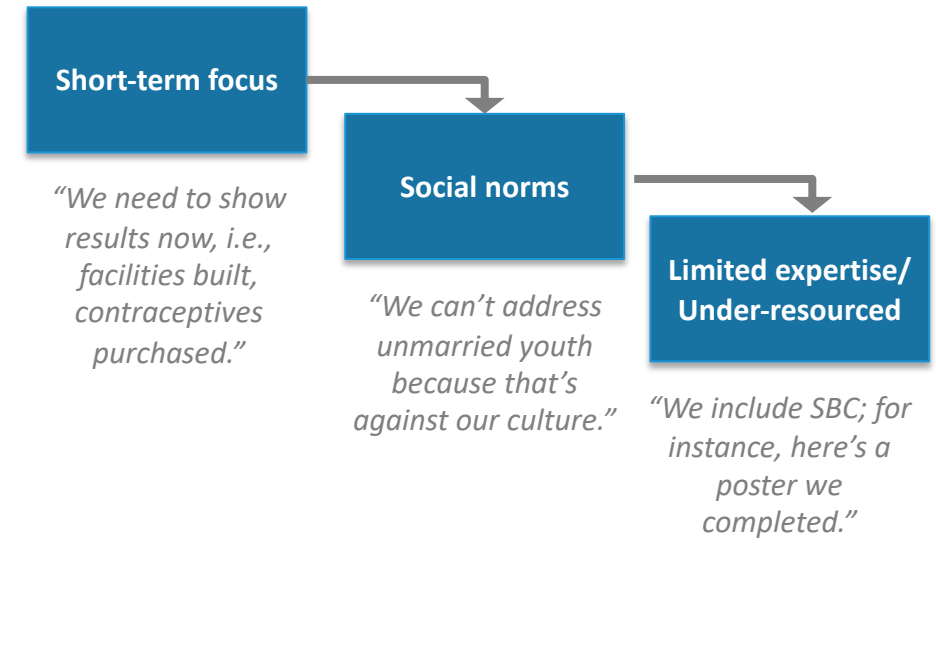 Short-term focus
“We need to show
results now, i.e.,
facilities built,
contraceptives
purchased.”
Social norms
“We can’t address
unmarried youth
because that’s
against our culture.”
Limited expertise/
Under-resourced
“We include SBC; for
instance, here’s a
poster we
completed.”